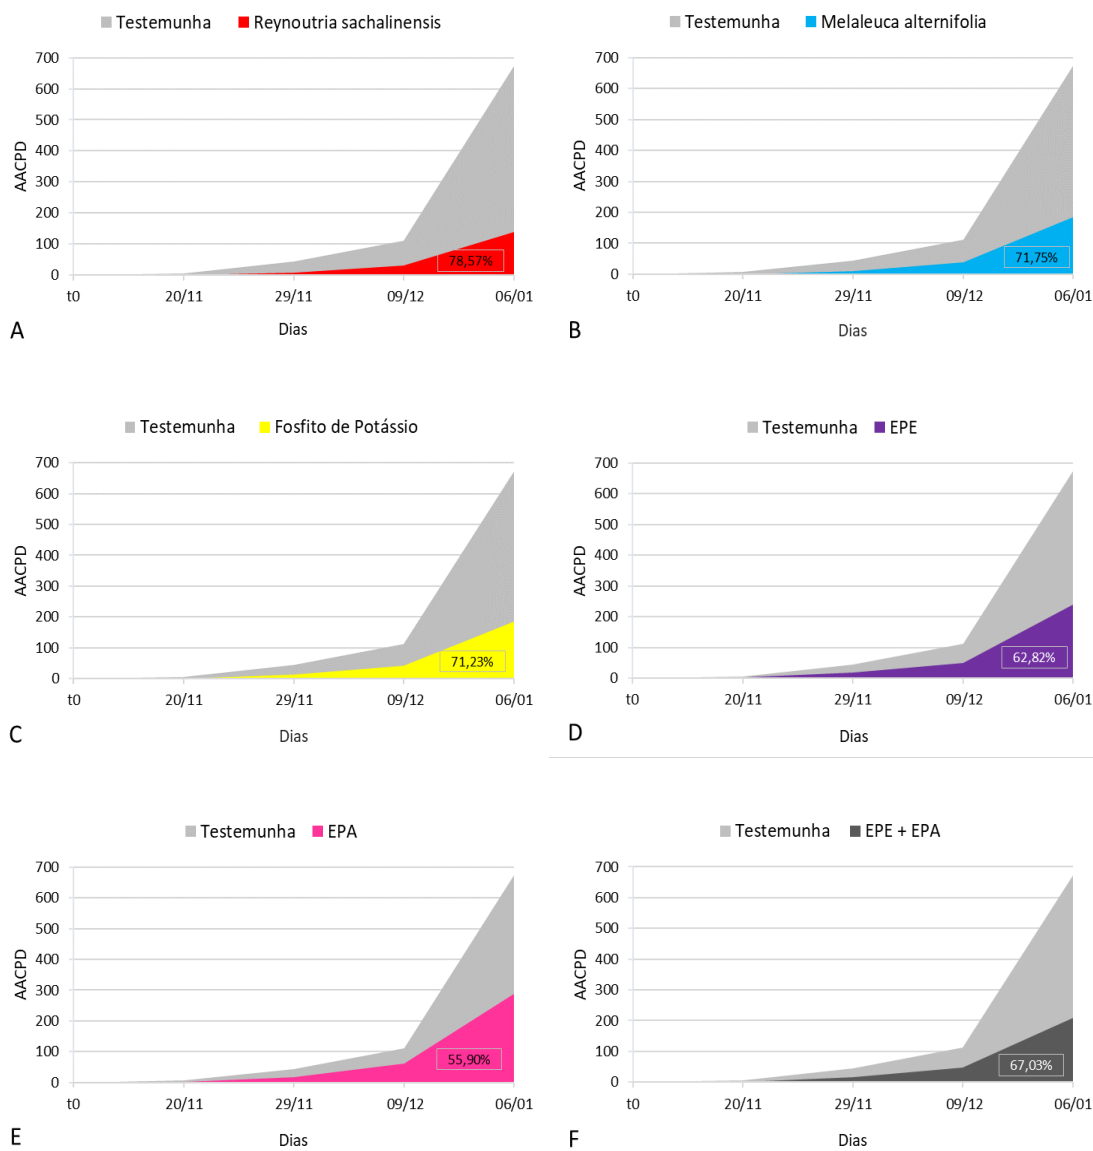 Testemunha Reynoutria sachalinensis
700
600
500
400
300
200
100
0
AACPD
78,57%
t0 20/11 29/11 09/12 06/01
Dias
A
Testemunha Melaleuca alternifolia
700
600
500
400
300
200
100
0
AACPD
71,75%
t0 20/11 29/11 09/12 06/01
Dias
B
Testemunha Fosfito de Potássio
700
600
500
400
300
200
100
0
AACPD
71,23%
t0 20/11 29/11 09/12 06/01
Dias
C
Testemunha EPE
700
600
500
400
300
200
100
0
AACPD
62,82%
t0 20/11 29/11 09/12 06/01
Dias
D
Testemunha EPA
700
600
500
400
300
200
100
0
AACPD
55,90%
t0 20/11 29/11 09/12 06/01
Dias
E
Testemunha EPE + EPA
700
600
500
400
300
200
100
0
AACPD
67,03%
t0 20/11 29/11 09/12 06/01
Dias
F